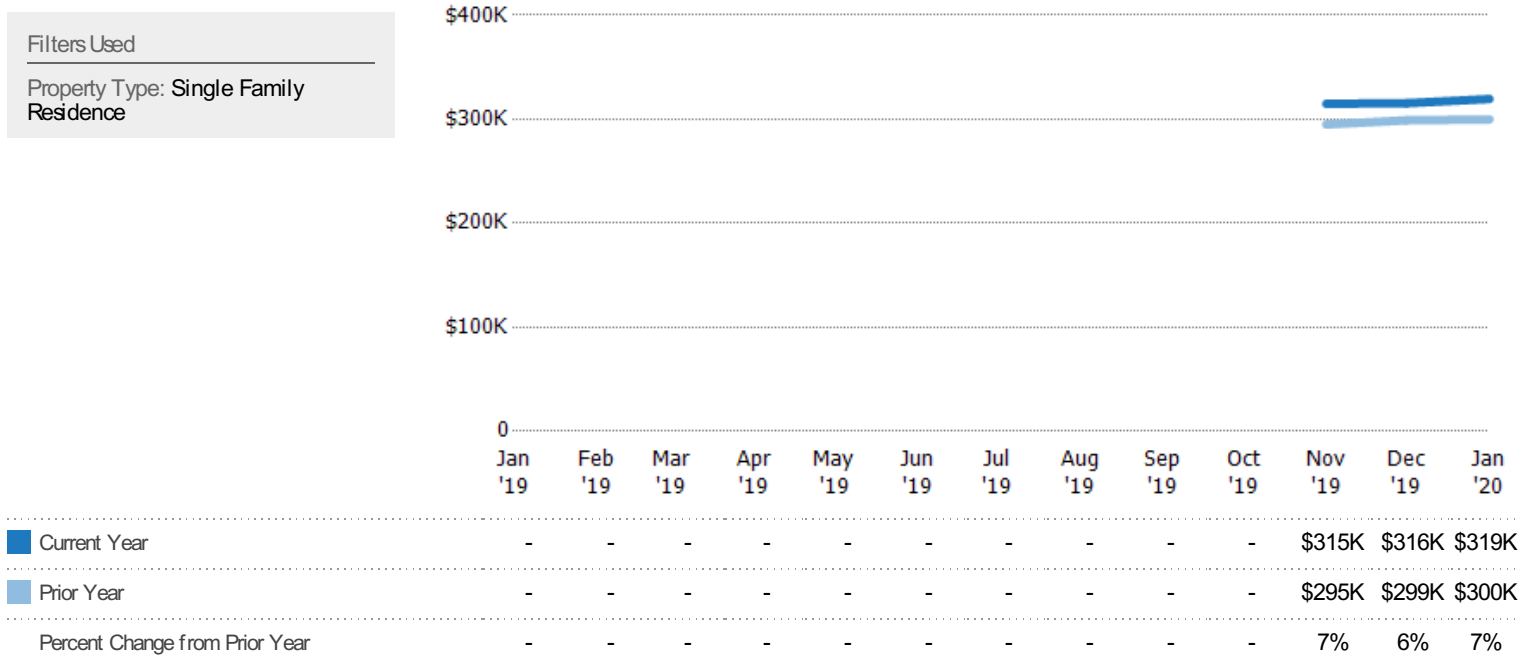 Filters Used
Property Type: Single Family
Residence
$400K
$300K
$200K
$100K
0
Jan Feb Mar Apr May Jun Jul Aug Sep Oct Nov Dec Jan
'19 '19 '19 '19 '19 '19 '19 '19 '19 '19 '19 '19 '20
Current Year - - - - - - - - - - $315K $316K $319K
Prior Year - - - - - - - - - - $295K $299K $300K
Percent Change from Prior Year - - - - - - - - - - 7% 6% 7%